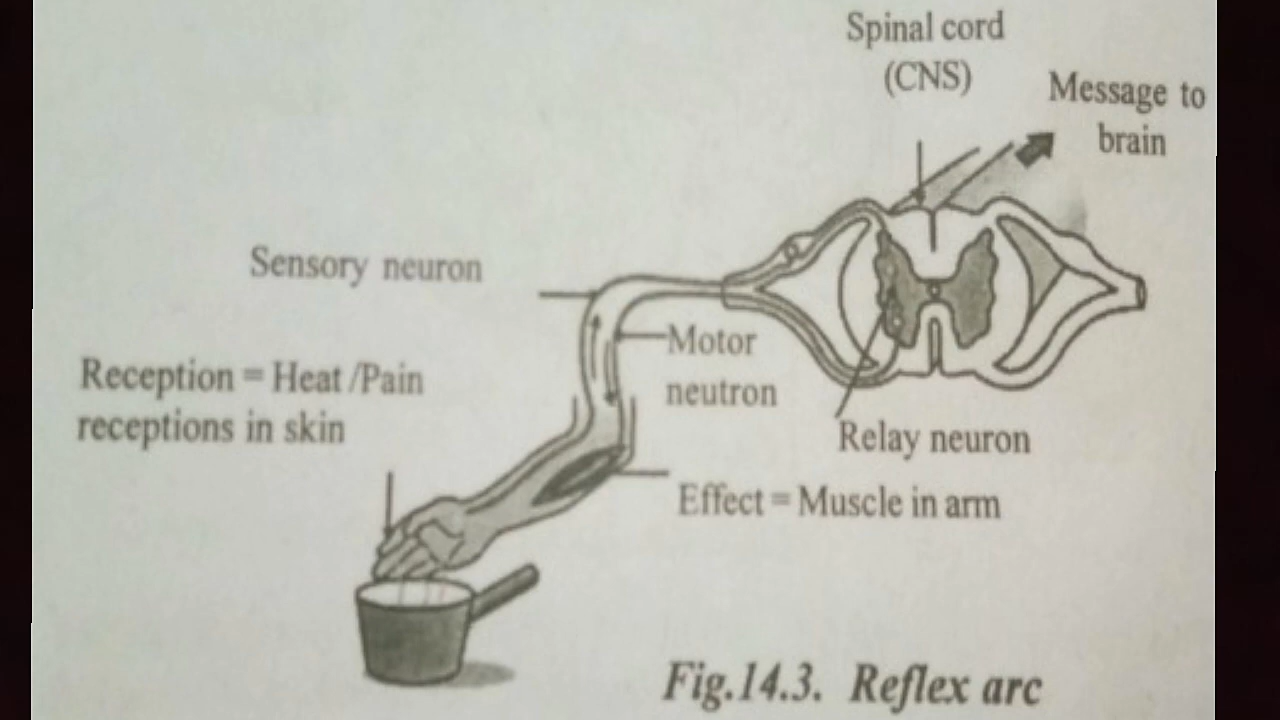 Spinal cord
(CNS)
Message to
brain
Sensory neuron
Motor
neutron
Reception = Heat /Pain
receptions in skin
Relay neuron
Effect = Muscle in arm
Fig.14.3. Reflex arc